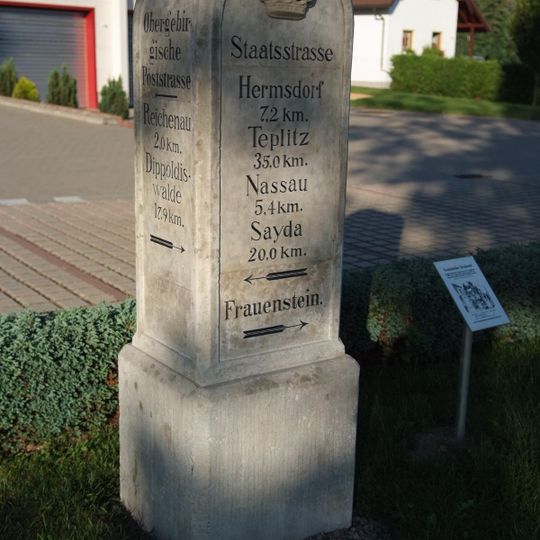 Obergebir
gische
Poststrasse
Reichenau
2,0 km.
Dippoldis-
walde
17,9 km.
Staatsstrasse
Hermsdorf
7,2 km.
Teplitz
35,0 km.
Nassau
5,4 km.
Sayda
20,0 km.
Frauenstein.